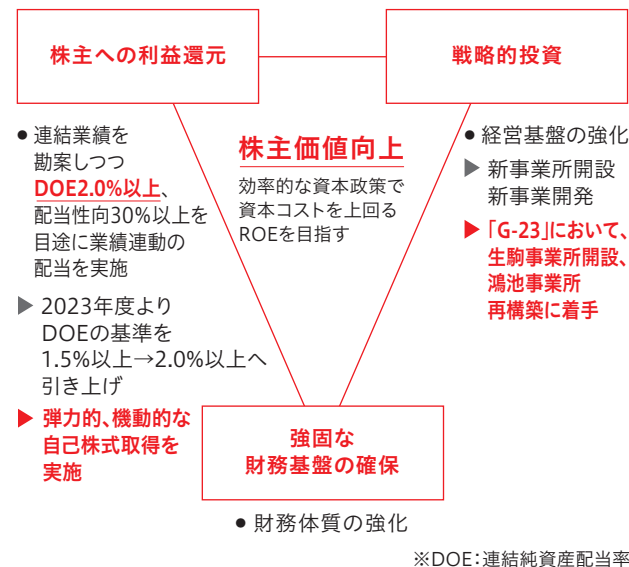 株主への利益還元
戦略的投資
● 連結業績を
勘案しつつ
DOE2.0%以上、
配当性向30%以上を
目途に業績連動の
配当を実施
▶ 2023年度より
DOEの基準を
1.5%以上→2.0%以上へ
引き上げ
▶ 弾力的、機動的な
自己株式取得を
実施
株主価値向上
効率的な資本政策で
資本コストを上回る
ROEを目指す
● 経営基盤の強化
▶ 新事業所開設
新事業開発
▶ 「G-23」において、
生駒事業所開設、
鴻池事業所
再構築に着手
強固な
財務基盤の確保
● 財務体質の強化
※DOE：連結純資産配当率